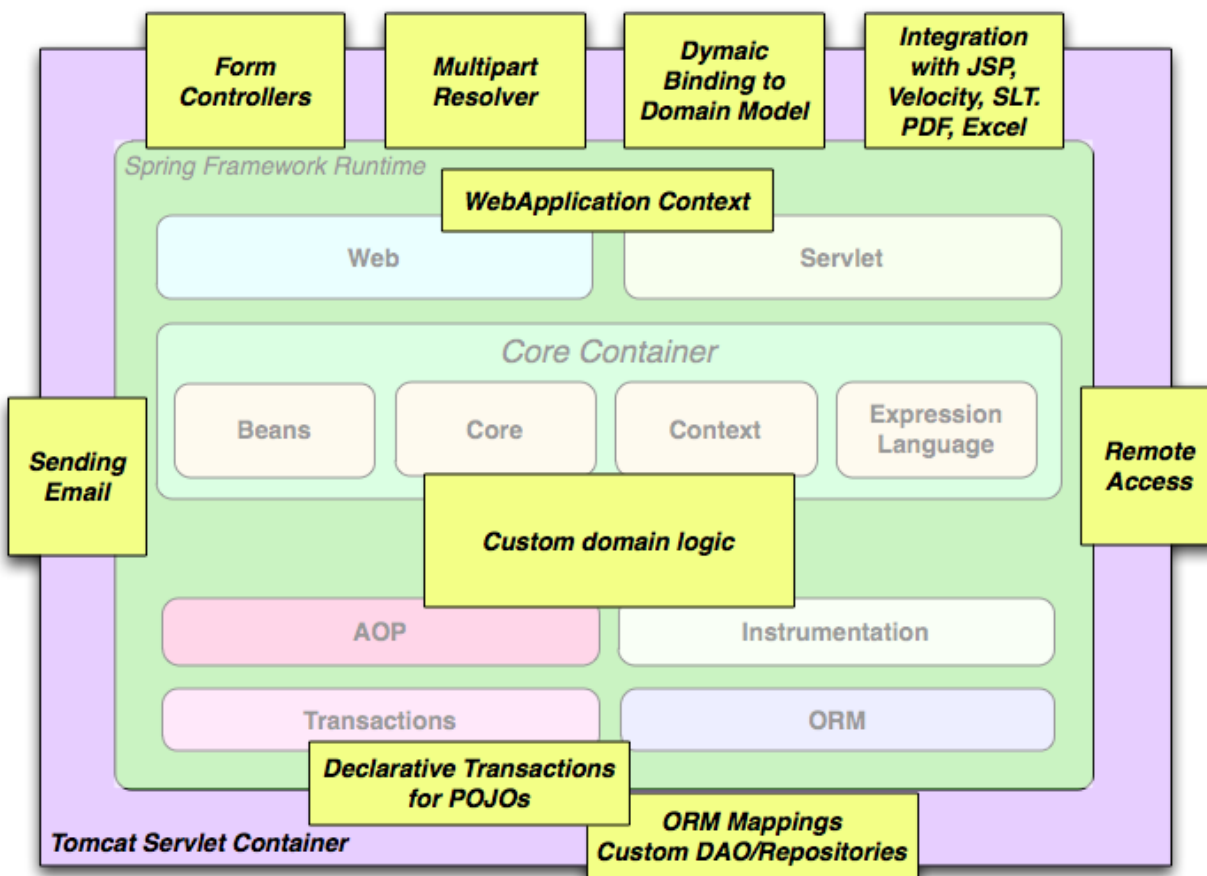 Form
Controllers
Multipart
Resolver
Dymaic
Binding to
Domain Model
Integration
with JSP,
Velocity, SLT.
PDF, Excel
Spring Framework Runtime
WebApplication Context
Web
Servlet
Core Container
Beans
Core
Context
Expression
Language
Sending
Email
Remote
Access
Custom domain logic
AOP
Instrumentation
Transactions
ORM
Declarative Transactions
for POJOs
ORM Mappings
Custom DAO/Repositories
Tomcat Servlet Container